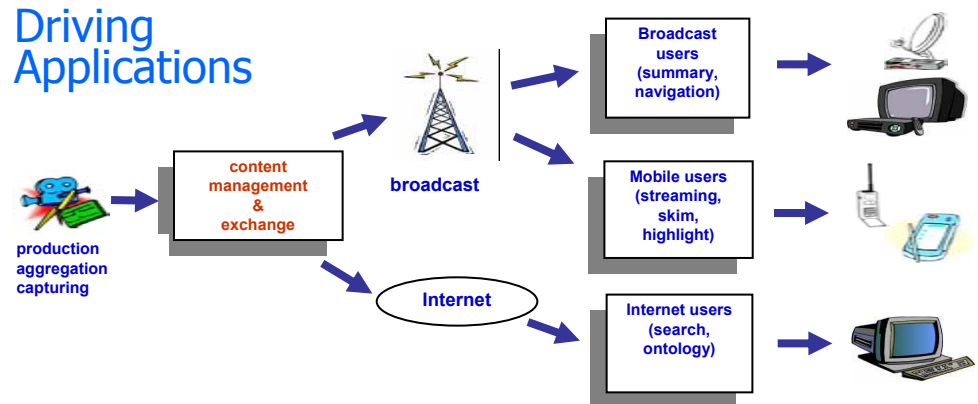 Driving
Applications
production
aggregation
capturing
content
management
&
exchange
broadcast
Internet
Broadcast
users
(summary,
navigation)
Mobile users
(streaming,
skim,
highlight)
Internet users
(search,
ontology)